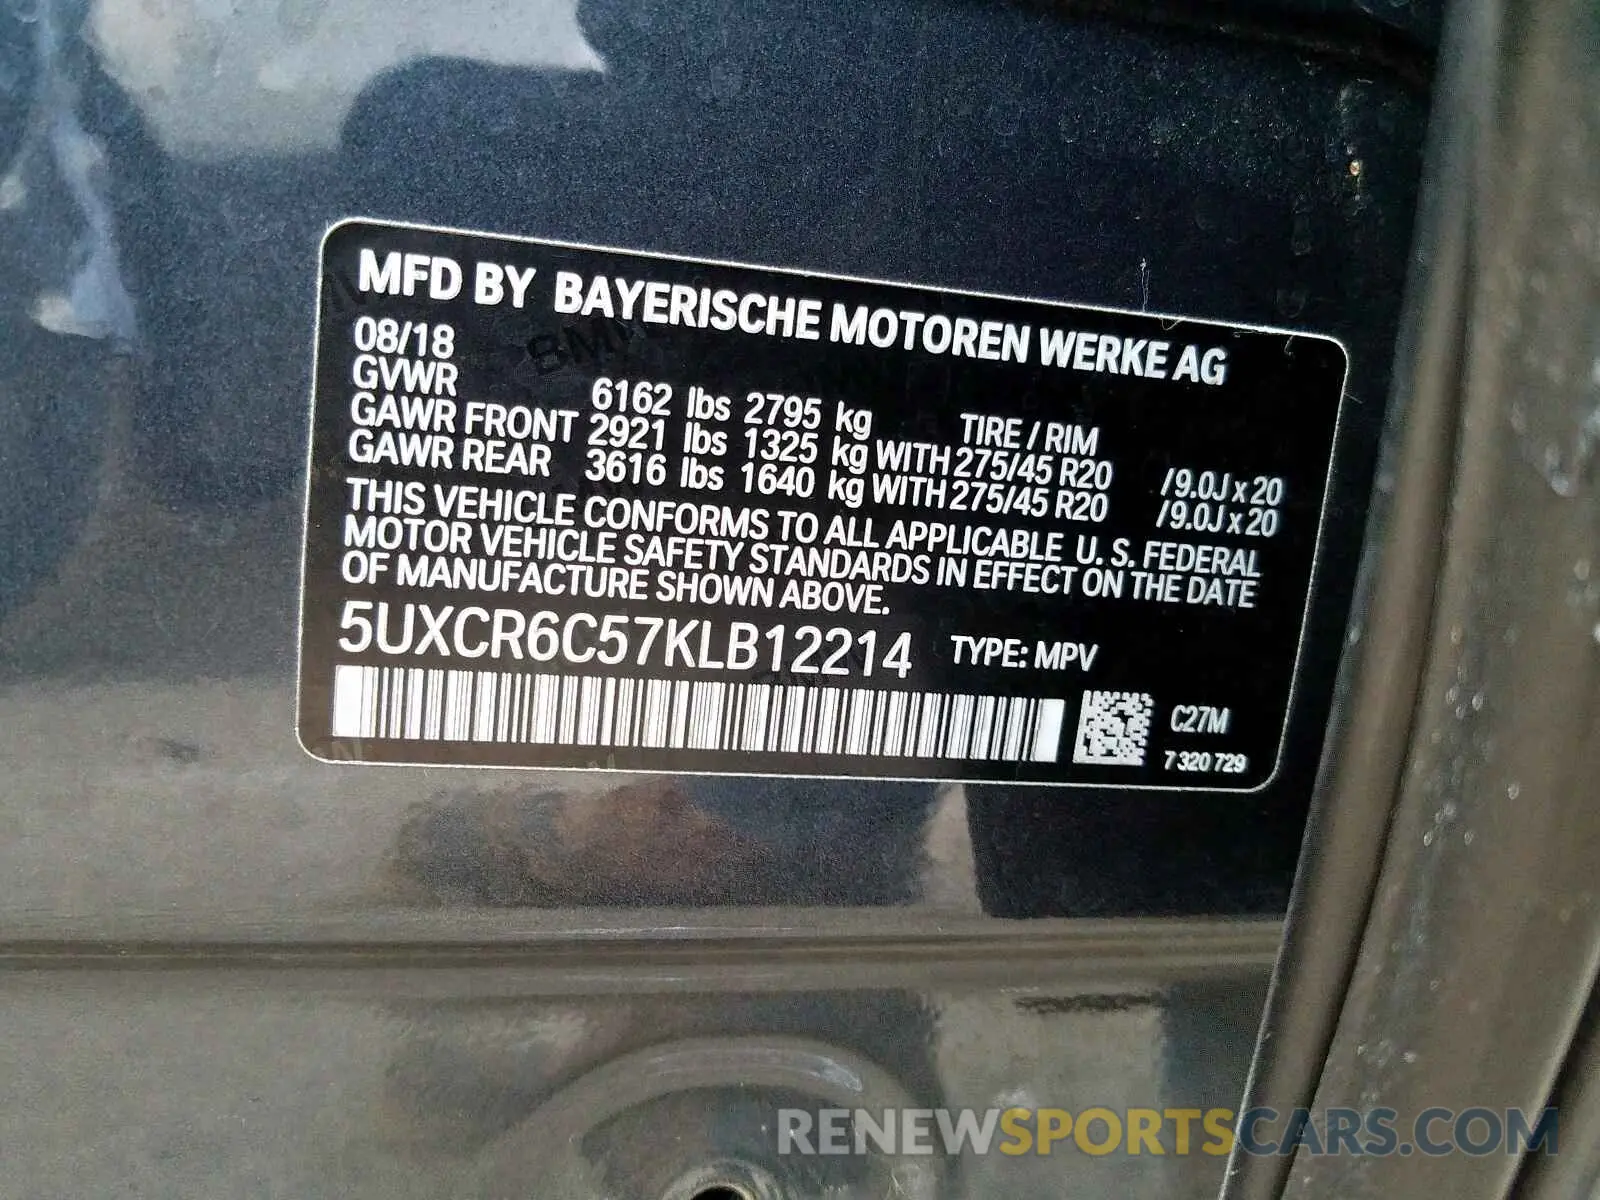 MFD BY BAYERISCHE MOTOREN WERKE AG
08/18
GVWR 6162 lbs 2795 kg TIRE / RIM
GAWR FRONT 2921 lbs 1325 kg WITH 275/45 R20 /9.0J x 20
GAWR REAR 3616 lbs 1640 kg WITH 275/45 R20 /9.0J x 20
THIS VEHICLE CONFORMS TO ALL APPLICABLE U. S. FEDERAL
MOTOR VEHICLE SAFETY STANDARDS IN EFFECT ON THE DATE
OF MANUFACTURE SHOWN ABOVE.
5UXCR6C57KLB12214 TYPE: MPV
C27M
7 320 729
RENEWSPORTSCARS.COM